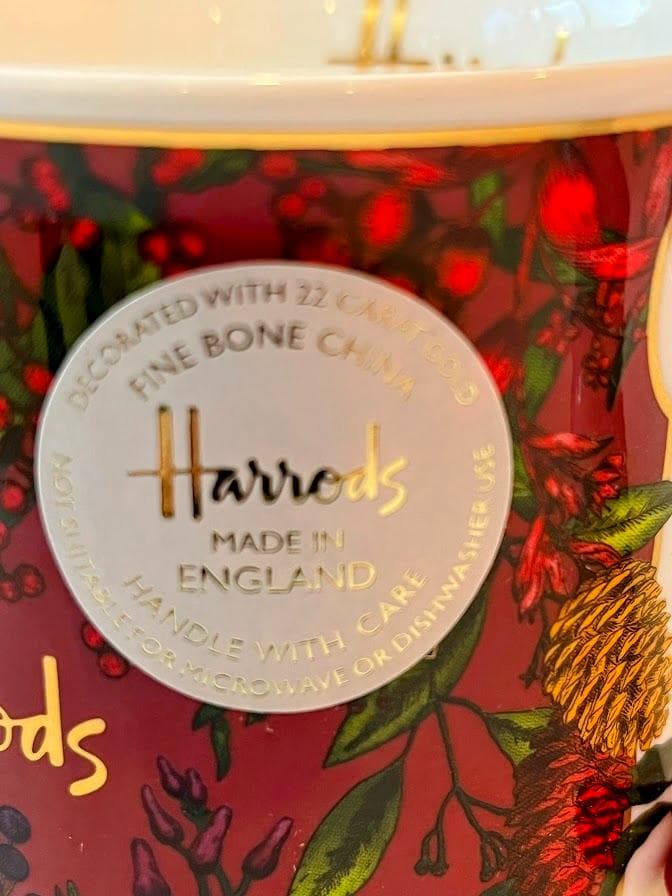 DECORATED WITH 22 CARAT GOLD
FINE BONE CHINA
Harrods
MADE IN
ENGLAND
HANDLE WITH CARE
NOT SUITABLE FOR MICROWAVE OR DISHWASHER USE
ods